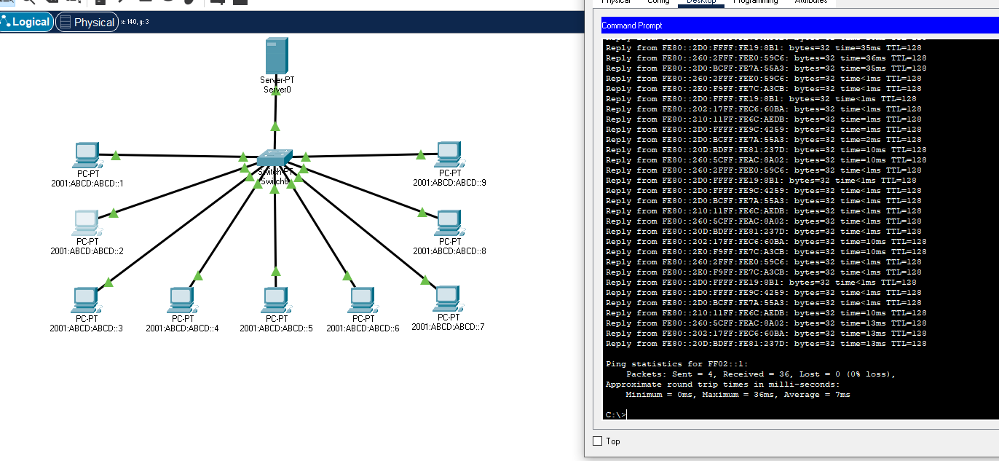 Physical Config Desktop Programming Attributes
Logical Physical x: 140, y: 3
Command Prompt
Server-PT
Server0
PC-PT
2001:ABCD:ABCD::1
Switch-PT
PC-PT
2001:ABCD:ABCD::9
PC-PT
2001:ABCD:ABCD::2
PC-PT
2001:ABCD:ABCD::8
PC-PT
2001:ABCD:ABCD::3
PC-PT
2001:ABCD:ABCD::4
PC-PT
2001:ABCD:ABCD::5
PC-PT
2001:ABCD:ABCD::6
PC-PT
2001:ABCD:ABCD::7
Reply from FE80::2D0:FFFF:FE19:8B1: bytes=32 time=35ms TTL=128
Reply from FE80::260:2FFF:FEE0:59C6: bytes=32 time=36ms TTL=128
Reply from FE80::2D0:BCFF:FE7A:55A3: bytes=32 time=35ms TTL=128
Reply from FE80::260:2FFF:FEE0:59C6: bytes=32 time<1ms TTL=128
Reply from FE80::2E0:F9FF:FE7C:A3CB: bytes=32 time<1ms TTL=128
Reply from FE80::2D0:FFFF:FE19:8B1: bytes=32 time<1ms TTL=128
Reply from FE80::202:17FF:FEC6:60BA: bytes=32 time<1ms TTL=128
Reply from FE80::210:11FF:FE6C:AEDB: bytes=32 time=1ms TTL=128
Reply from FE80::2D0:FFFF:FE9C:4259: bytes=32 time=1ms TTL=128
Reply from FE80::2D0:BCFF:FE7A:55A3: bytes=32 time=2ms TTL=128
Reply from FE80::20D:BDFF:FE81:237D: bytes=32 time=10ms TTL=128
Reply from FE80::260:5CFF:FEAC:8A02: bytes=32 time=10ms TTL=128
Reply from FE80::260:2FFF:FEE0:59C6: bytes=32 time<1ms TTL=128
Reply from FE80::2D0:FFFF:FE19:8B1: bytes=32 time<1ms TTL=128
Reply from FE80::2D0:FFFF:FE9C:4259: bytes=32 time<1ms TTL=128
Reply from FE80::2D0:BCFF:FE7A:55A3: bytes=32 time<1ms TTL=128
Reply from FE80::210:11FF:FE6C:AEDB: bytes=32 time<1ms TTL=128
Reply from FE80::260:5CFF:FEAC:8A02: bytes=32 time<1ms TTL=128
Reply from FE80::20D:BDFF:FE81:237D: bytes=32 time<1ms TTL=128
Reply from FE80::202:17FF:FEC6:60BA: bytes=32 time=10ms TTL=128
Reply from FE80::2E0:F9FF:FE7C:A3CB: bytes=32 time=10ms TTL=128
Reply from FE80::260:2FFF:FEE0:59C6: bytes=32 time<1ms TTL=128
Reply from FE80::2E0:F9FF:FE7C:A3CB: bytes=32 time<1ms TTL=128
Reply from FE80::2D0:FFFF:FE19:8B1: bytes=32 time<1ms TTL=128
Reply from FE80::2D0:FFFF:FE9C:4259: bytes=32 time<1ms TTL=128
Reply from FE80::2D0:BCFF:FE7A:55A3: bytes=32 time<1ms TTL=128
Reply from FE80::210:11FF:FE6C:AEDB: bytes=32 time=10ms TTL=128
Reply from FE80::260:5CFF:FEAC:8A02: bytes=32 time=13ms TTL=128
Reply from FE80::202:17FF:FEC6:60BA: bytes=32 time=13ms TTL=128
Reply from FE80::20D:BDFF:FE81:237D: bytes=32 time=13ms TTL=128
Ping statistics for FF02::1:
Packets: Sent = 4, Received = 36, Lost = 0 (0% loss),
Approximate round trip times in milli-seconds:
Minimum = 0ms, Maximum = 36ms, Average = 7ms
C:\>
Top